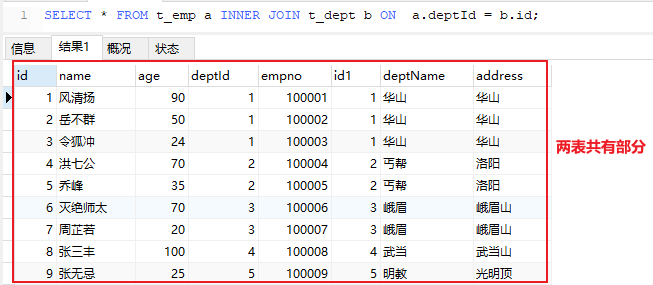 1 SELECT * FROM t_emp a INNER JOIN t_dept b ON  a.deptId = b.id;
信息 结果1 概况 状态
id name age deptId empno id1 deptName address
1 风清扬 90 1 100001 1 华山 华山
2 岳不群 50 1 100002 1 华山 华山
3 令狐冲 24 1 100003 1 华山 华山
4 洪七公 70 2 100004 2 丐帮 洛阳
5 乔峰 35 2 100005 2 丐帮 洛阳
6 灭绝师太 70 3 100006 3 峨眉 峨眉山
7 周芷若 20 3 100007 3 峨眉 峨眉山
8 张三丰 100 4 100008 4 武当 武当山
9 张无忌 25 5 100009 5 明教 光明顶
两表共有部分